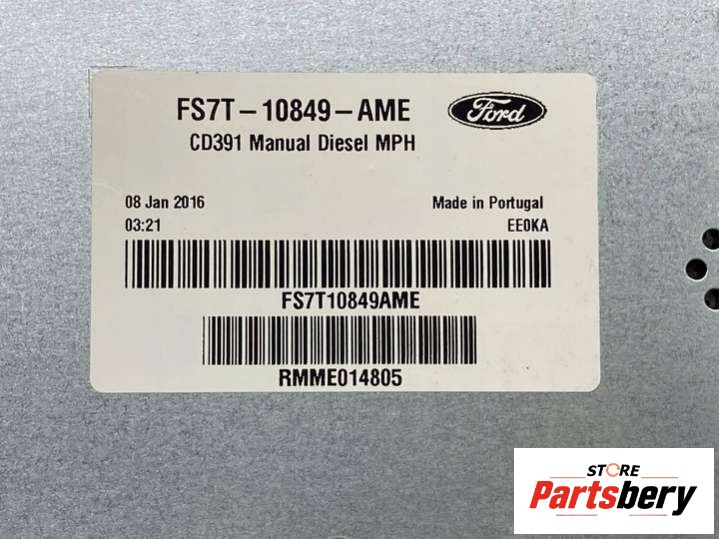 FS7T-10849-AME
Ford
CD391 Manual Diesel MPH
08 Jan 2016
Made in Portugal
03:21
EE0KA
FS7T10849AME
RMME014805
STORE
Partsbery